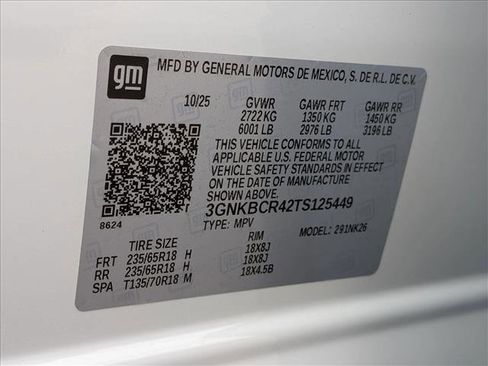 gm
MFD BY GENERAL MOTORS DE MEXICO, S. DE R.L. DE C.V.
10/25 GVWR GAWR FRT GAWR RR
2722 KG 1350 KG 1450 KG
6001 LB 2976 LB 3196 LB
THIS VEHICLE CONFORMS TO ALL
APPLICABLE U.S. FEDERAL MOTOR
VEHICLE SAFETY STANDARDS IN EFFECT
ON THE DATE OF MANUFACTURE
SHOWN ABOVE.
3GNKBCR42TS125449
8624 TYPE: MPV MODEL: 291NK26
TIRE SIZE RIM
FRT 235/65R18 H 18X8J
RR 235/65R18 H 18X8J
SPA T135/70R18 M 18X4.5B